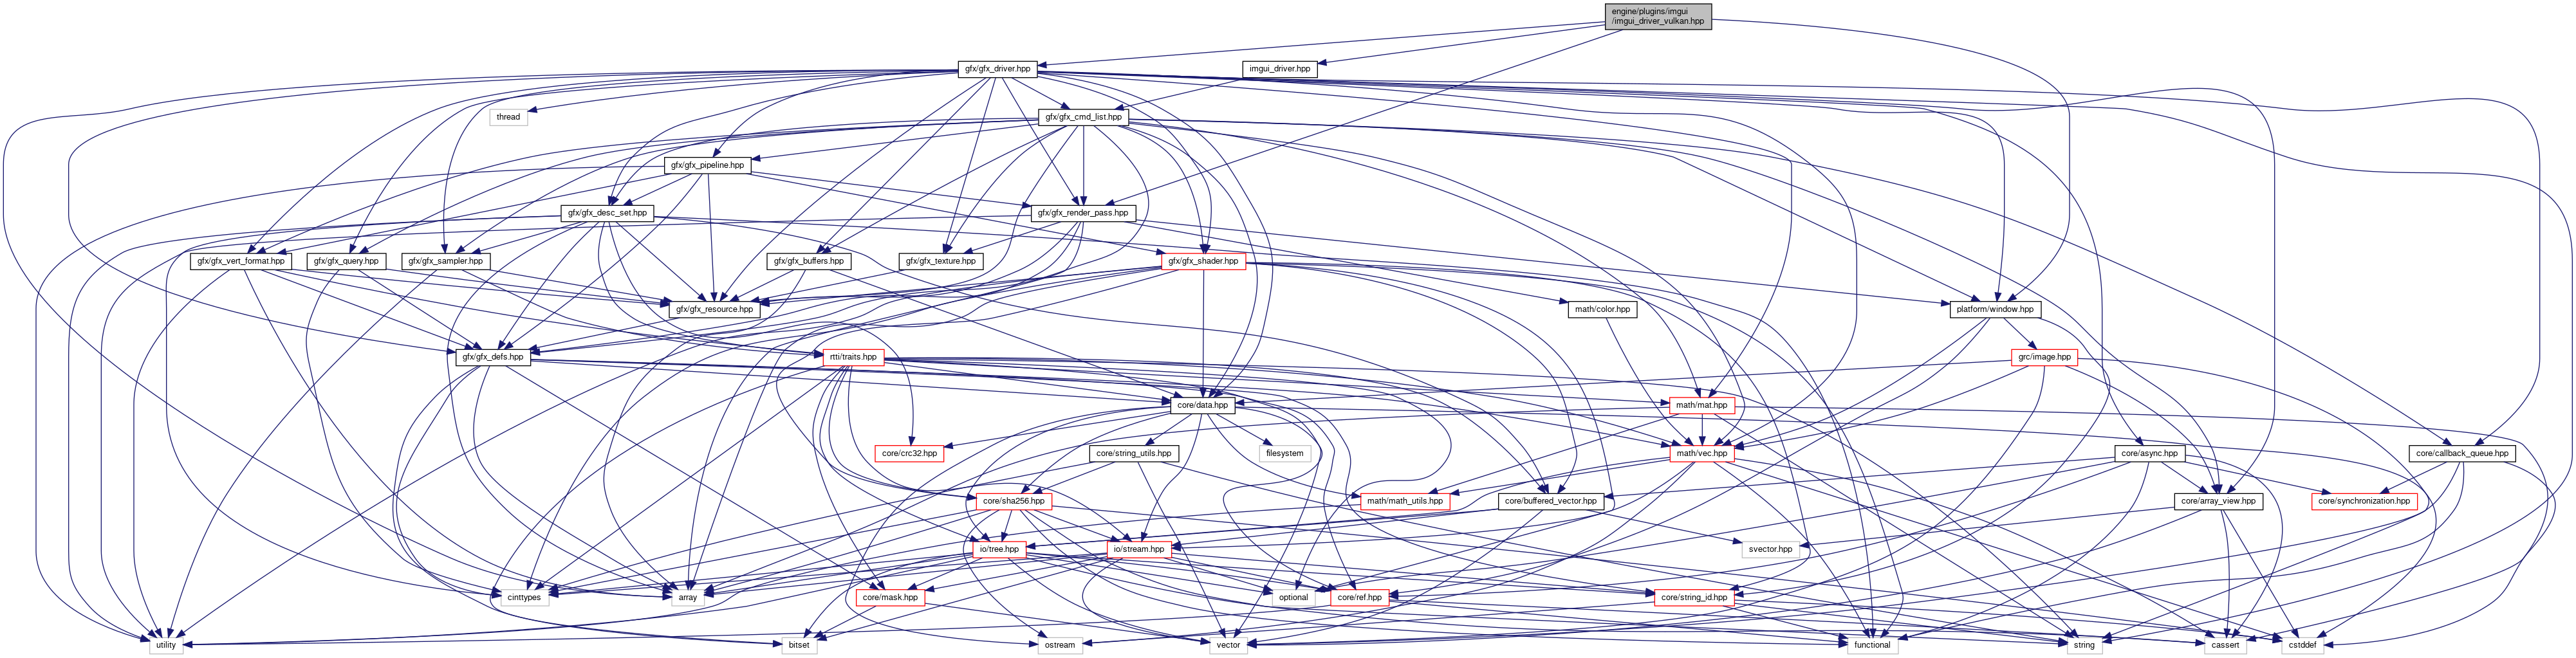 engine/plugins/imgui
/imgui_driver_vulkan.hpp
gfx/gfx_driver.hpp
imgui_driver.hpp
thread
gfx/gfx_cmd_list.hpp
gfx/gfx_pipeline.hpp
gfx/gfx_desc_set.hpp
gfx/gfx_render_pass.hpp
gfx/gfx_vert_format.hpp
gfx/gfx_query.hpp
gfx/gfx_sampler.hpp
gfx/gfx_buffers.hpp
gfx/gfx_texture.hpp
gfx/gfx_shader.hpp
gfx/gfx_resource.hpp
math/color.hpp
platform/window.hpp
gfx/gfx_defs.hpp
rtti/traits.hpp
grc/image.hpp
core/data.hpp
math/mat.hpp
core/crc32.hpp
core/string_utils.hpp
filesystem
math/vec.hpp
core/async.hpp
core/callback_queue.hpp
core/sha256.hpp
math/math_utils.hpp
core/buffered_vector.hpp
core/array_view.hpp
core/synchronization.hpp
io/tree.hpp
io/stream.hpp
svector.hpp
cinttypes
array
core/mask.hpp
optional
core/ref.hpp
core/string_id.hpp
utility
bitset
ostream
vector
functional
string
cassert
cstddef